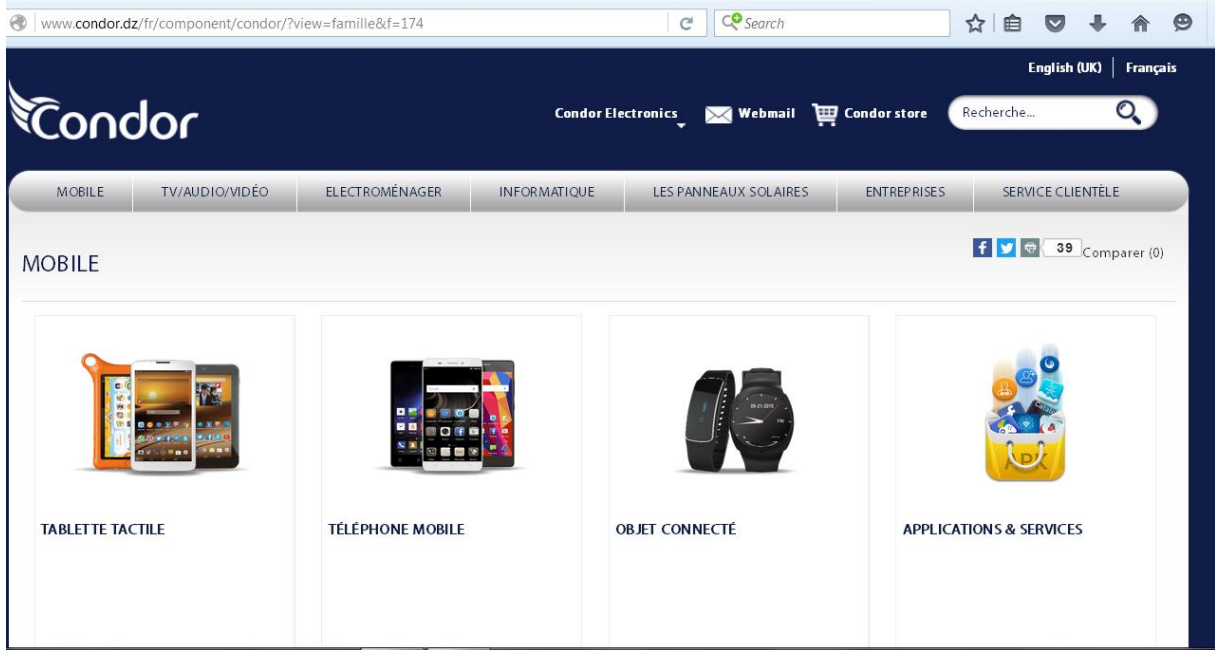 www.condor.dz/fr/component/condor/?view=famille&f=174
Search
English (UK) Français
Condor
Condor Electronics Webmail Condor store Recherche...
MOBILE TV/AUDIO/VIDÉO ELECTROMÉNAGER INFORMATIQUE LES PANNEAUX SOLAIRES ENTREPRISES SERVICE CLIENTÈLE
39 Comparer (0)
MOBILE
APK
TABLETTE TACTILE TÉLÉPHONE MOBILE OBJET CONNECTÉ APPLICATIONS & SERVICES